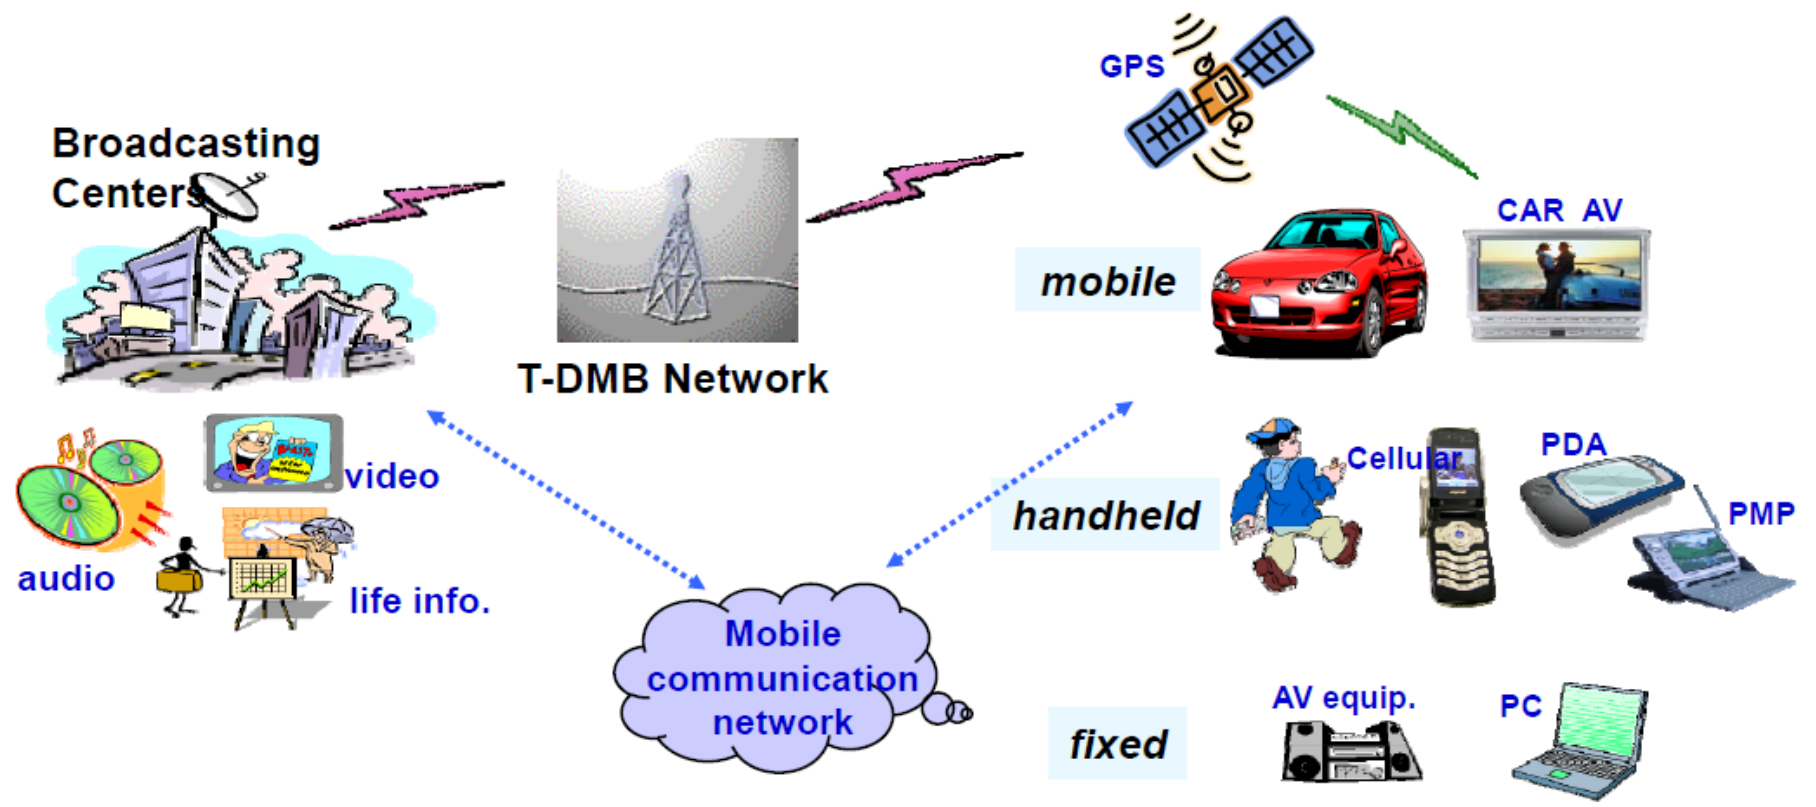 GPS
Broadcasting
Centers
CAR AV
mobile
T-DMB Network
video
audio
life info.
Cellular
PDA
handheld
PMP
Mobile
communication
network
AV equip.
PC
fixed